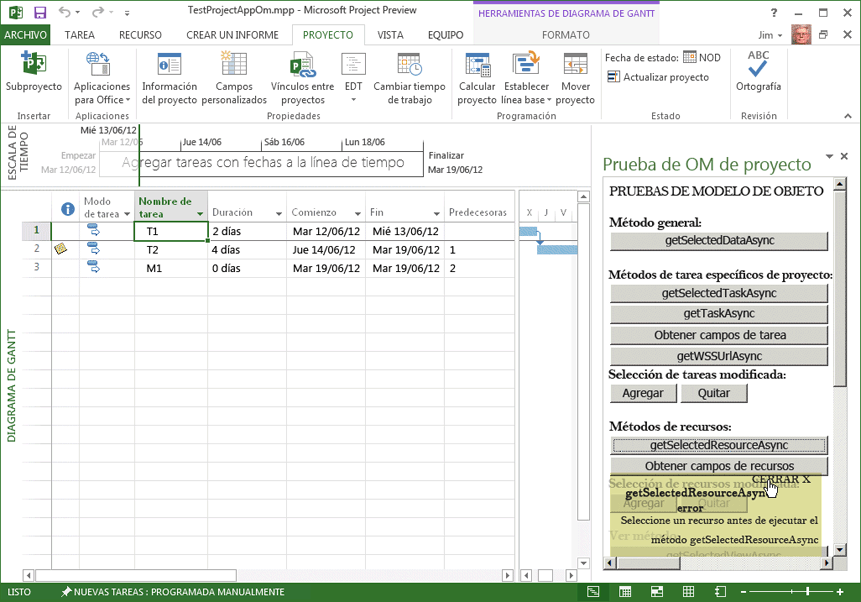 TestProjectAppOm.mpp - Microsoft Project Preview
HERRAMIENTAS DE DIAGRAMA DE GANTT
ARCHIVO TAREA RECURSO CREAR UN INFORME PROYECTO VISTA EQUIPO FORMATO Jim
Subproyecto
Insertar
Aplicaciones
para Office
Aplicaciones
Información
del proyecto
Campos
personalizados
Vínculos entre
proyectos
EDT
Cambiar tiempo
de trabajo
Propiedades
Calcular
proyecto
Establecer
línea base
Mover
proyecto
Programación
Fecha de estado: NOD
Actualizar proyecto
Estado
ABC
Ortografía
Revisión
ESCALA DE
TIEMPO
Mié 13/06/12
Mar 12/06 Jue 14/06 Sáb 16/06 Lun 18/06
Empezar
Mar 12/06/12
Agregar tareas con fechas a la línea de tiempo
Finalizar
Mar 19/06/12
DIAGRAMA DE GANTT
Modo
de tarea
Nombre de
tarea
Duración Comienzo Fin Predecesoras X J V
1 T1 2 días Mar 12/06/12 Mié 13/06/12
2 T2 4 días Jue 14/06/12 Mar 19/06/12 1
3 M1 0 días Mar 19/06/12 Mar 19/06/12 2
Prueba de OM de proyecto
PRUEBAS DE MODELO DE OBJETO
Método general:
getSelectedDataAsync
Métodos de tarea específicos de proyecto:
getSelectedTaskAsync
getTaskAsync
Obtener campos de tarea
getWSSUrlAsync
Selección de tareas modificada:
Agregar Quitar
Métodos de recursos:
getSelectedResourceAsync
Obtener campos de recursos
CERRAR X
Selección de recursos modificada:
getSelectedResourceAsync
error
Agregar Quitar
Seleccione un recurso antes de ejecutar el
método getSelectedResourceAsync
Ver método
getSelectedViewAsync
LISTO NUEVAS TAREAS : PROGRAMADA MANUALMENTE